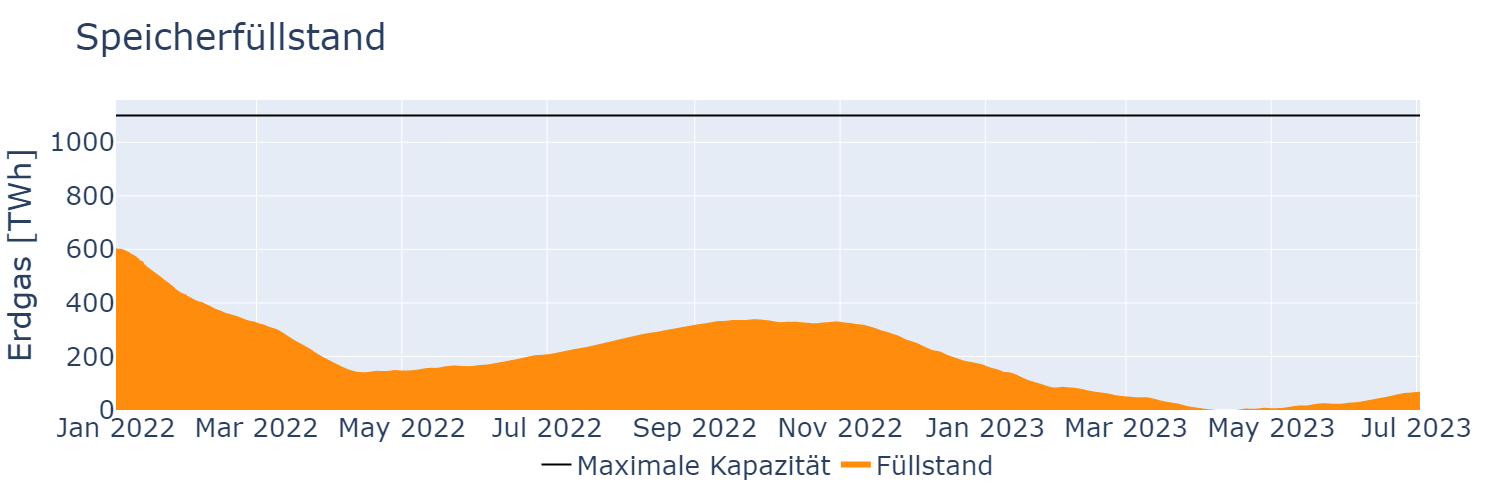 Speicherfüllstand
Erdgas [TWh]
1000
800
600
400
200
0
Jan 2022 Mar 2022 May 2022 Jul 2022 Sep 2022 Nov 2022 Jan 2023 Mar 2023 May 2023 Jul 2023
Maximale Kapazität Füllstand